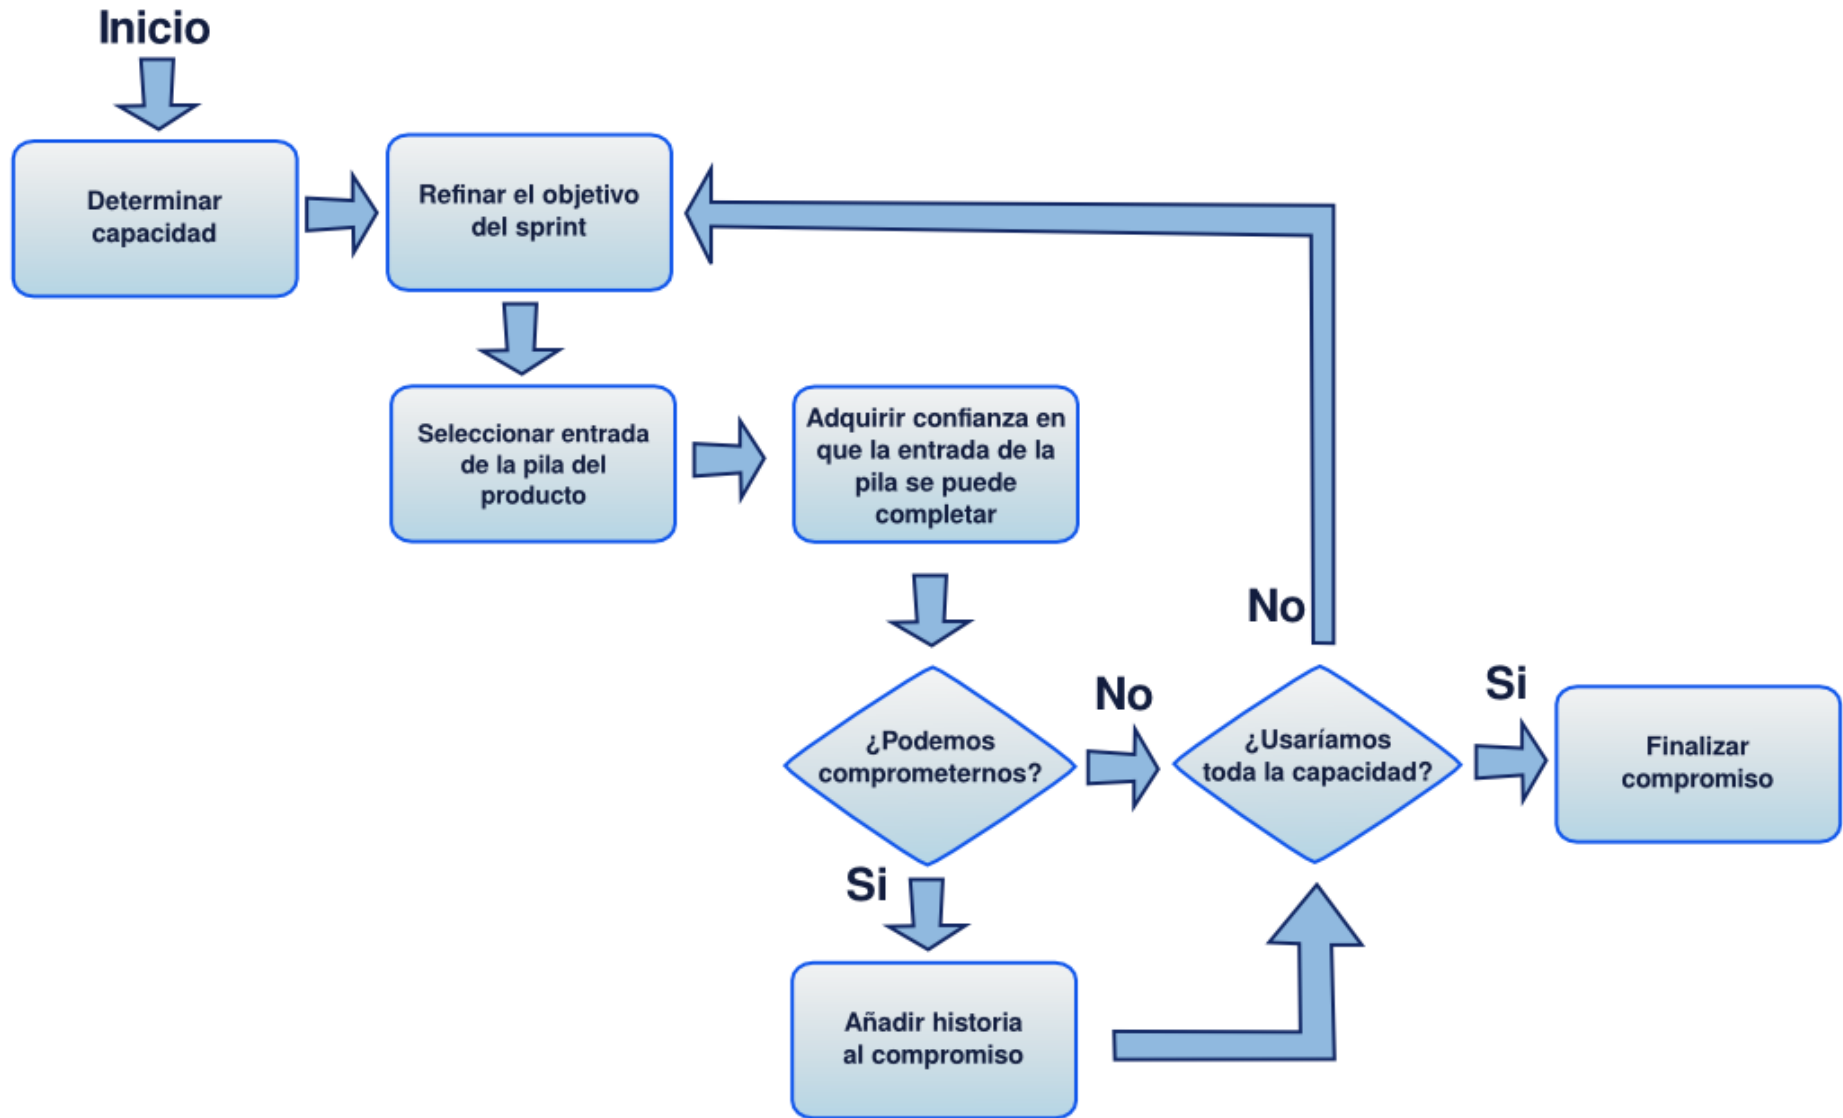 Inicio
Determinar
capacidad
Refinar el objetivo
del sprint
Seleccionar entrada
de la pila del
producto
Adquirir confianza en
que la entrada de la
pila se puede
completar
¿Podemos
comprometernos?
No
Si
¿Usaríamos
toda la capacidad?
No
Si
Finalizar
compromiso
Añadir historia
al compromiso